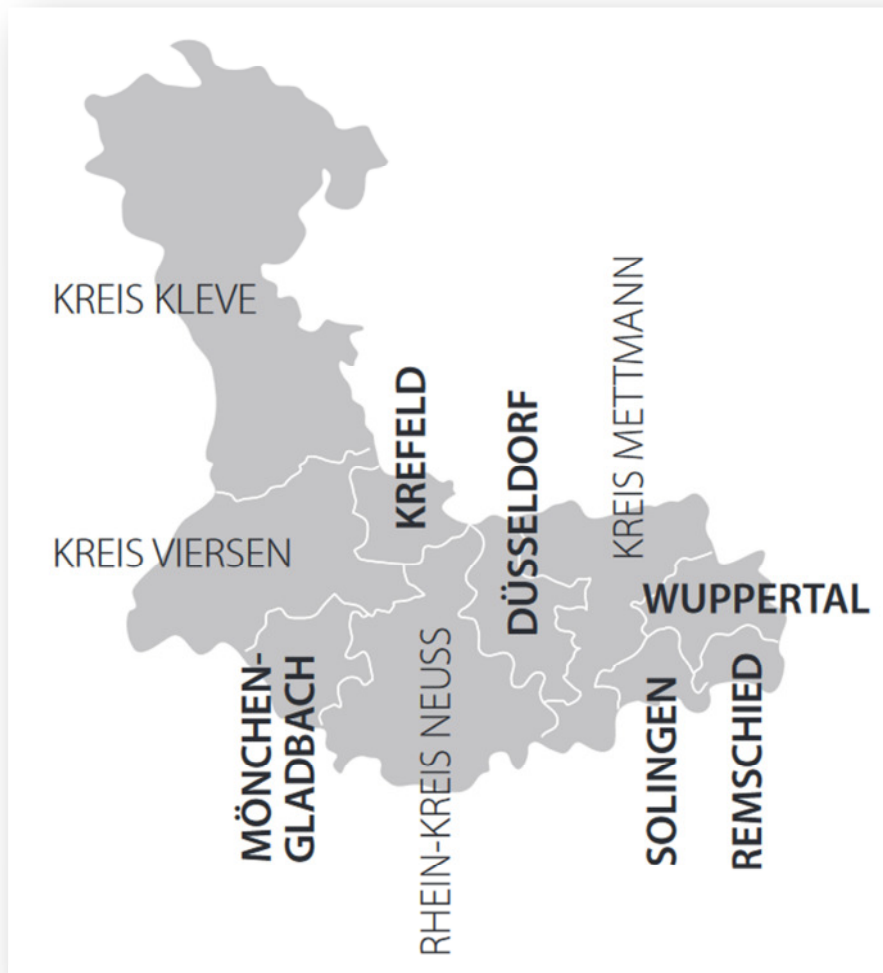 KREIS KLEVE
KREIS VIERSEN
MÖNCHEN-
GLADBACH
KREFELD
RHEIN-KREIS NEUSS
DÜSSELDORF
KREIS METTMANN
WUPPERTAL
SOLINGEN
REMSCHIED